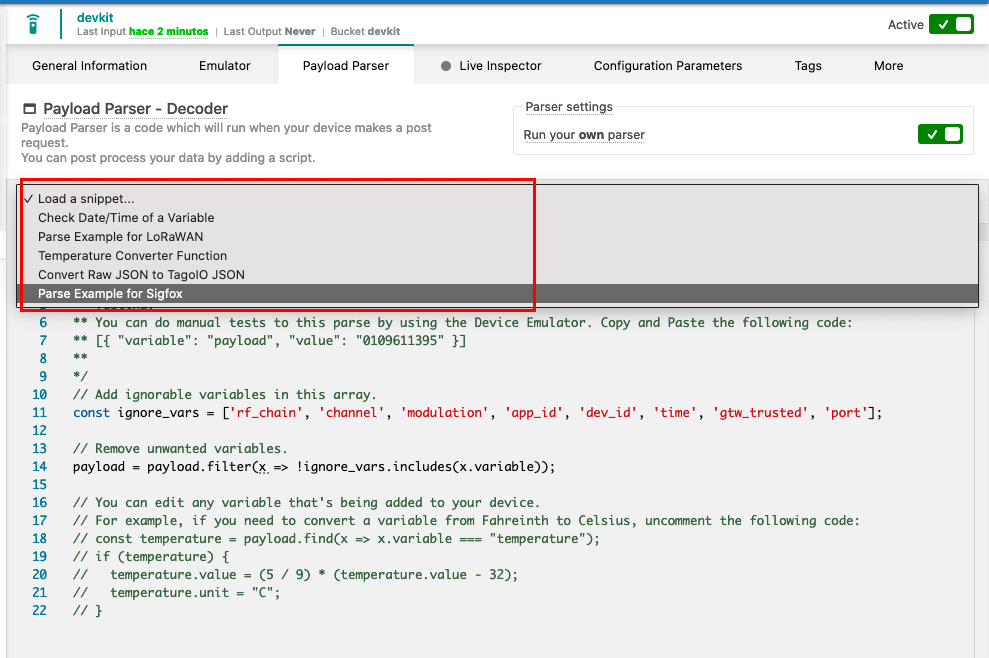 devkit
Last Input hace 2 minutos | Last Output Never | Bucket devkit
Active
General Information
Emulator
Payload Parser
Live Inspector
Configuration Parameters
Tags
More
Payload Parser - Decoder
Payload Parser is a code which will run when your device makes a post
request.
You can post process your data by adding a script.
Parser settings
Run your own parser
✓ Load a snippet...
Check Date/Time of a Variable
Parse Example for LoRaWAN
Temperature Converter Function
Convert Raw JSON to TagoIO JSON
Parse Example for Sigfox
6 ** You can do manual tests to this parse by using the Device Emulator. Copy and Paste the following code:
7 ** [{ "variable": "payload", "value": "0109611395" }]
8 **
9 */
10 // Add ignorable variables in this array.
11 const ignore_vars = ['rf_chain', 'channel', 'modulation', 'app_id', 'dev_id', 'time', 'gtw_trusted', 'port'];
12
13 // Remove unwanted variables.
14 payload = payload.filter(x => !ignore_vars.includes(x.variable));
15
16 // You can edit any variable that's being added to your device.
17 // For example, if you need to convert a variable from Fahreinth to Celsius, uncomment the following code:
18 // const temperature = payload.find(x => x.variable === "temperature");
19 // if (temperature) {
20 //   temperature.value = (5 / 9) * (temperature.value - 32);
21 //   temperature.unit = "C";
22 // }